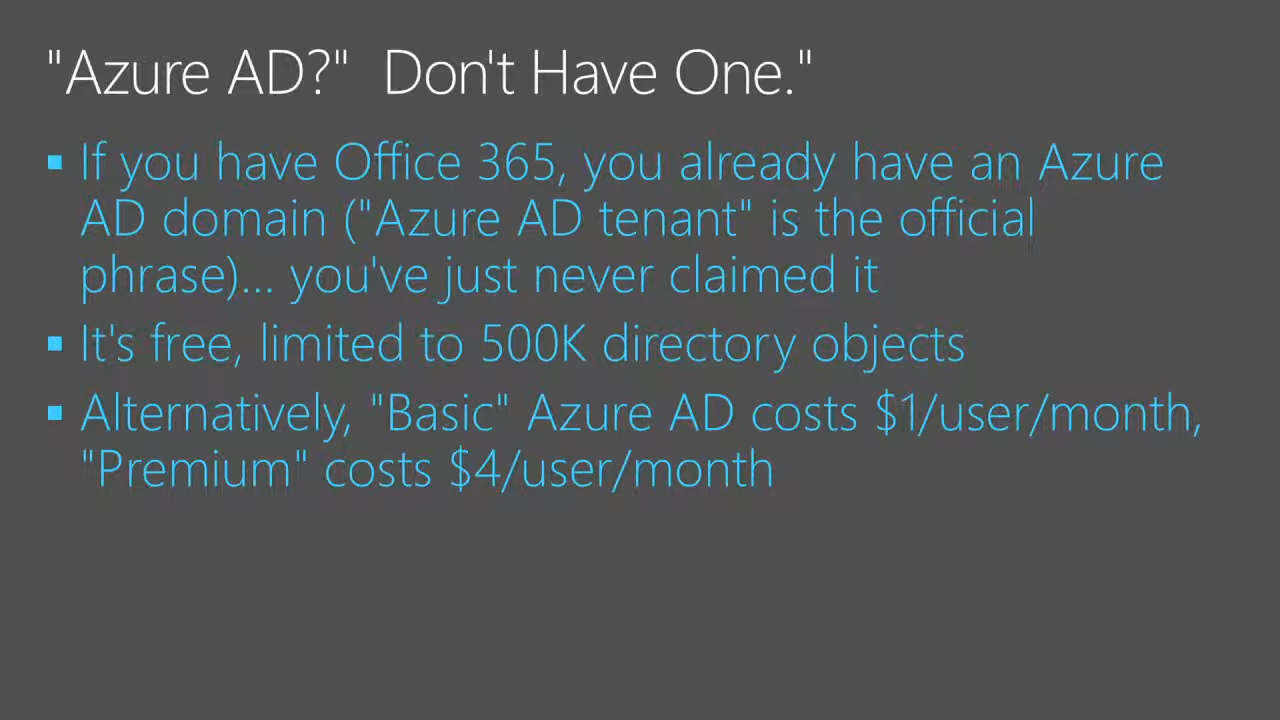 "Azure AD?"  Don't Have One."
▪ If you have Office 365, you already have an Azure
AD domain ("Azure AD tenant" is the official
phrase)... you've just never claimed it
▪ It's free, limited to 500K directory objects
▪ Alternatively, "Basic" Azure AD costs $1/user/month,
"Premium" costs $4/user/month